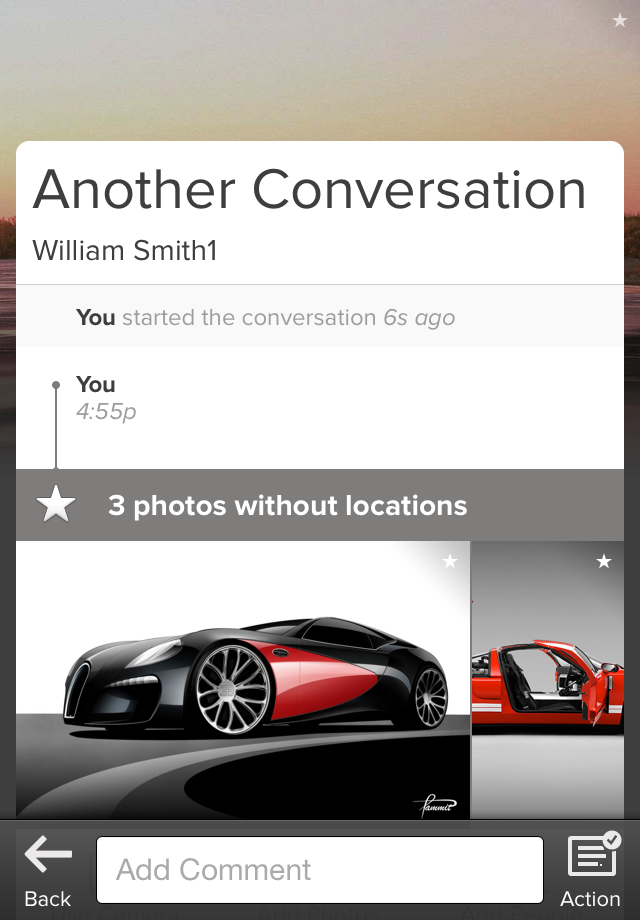 Another Conversation
William Smith1
You started the conversation 6s ago
You
4:55p
3 photos without locations
Add Comment
Back
Action